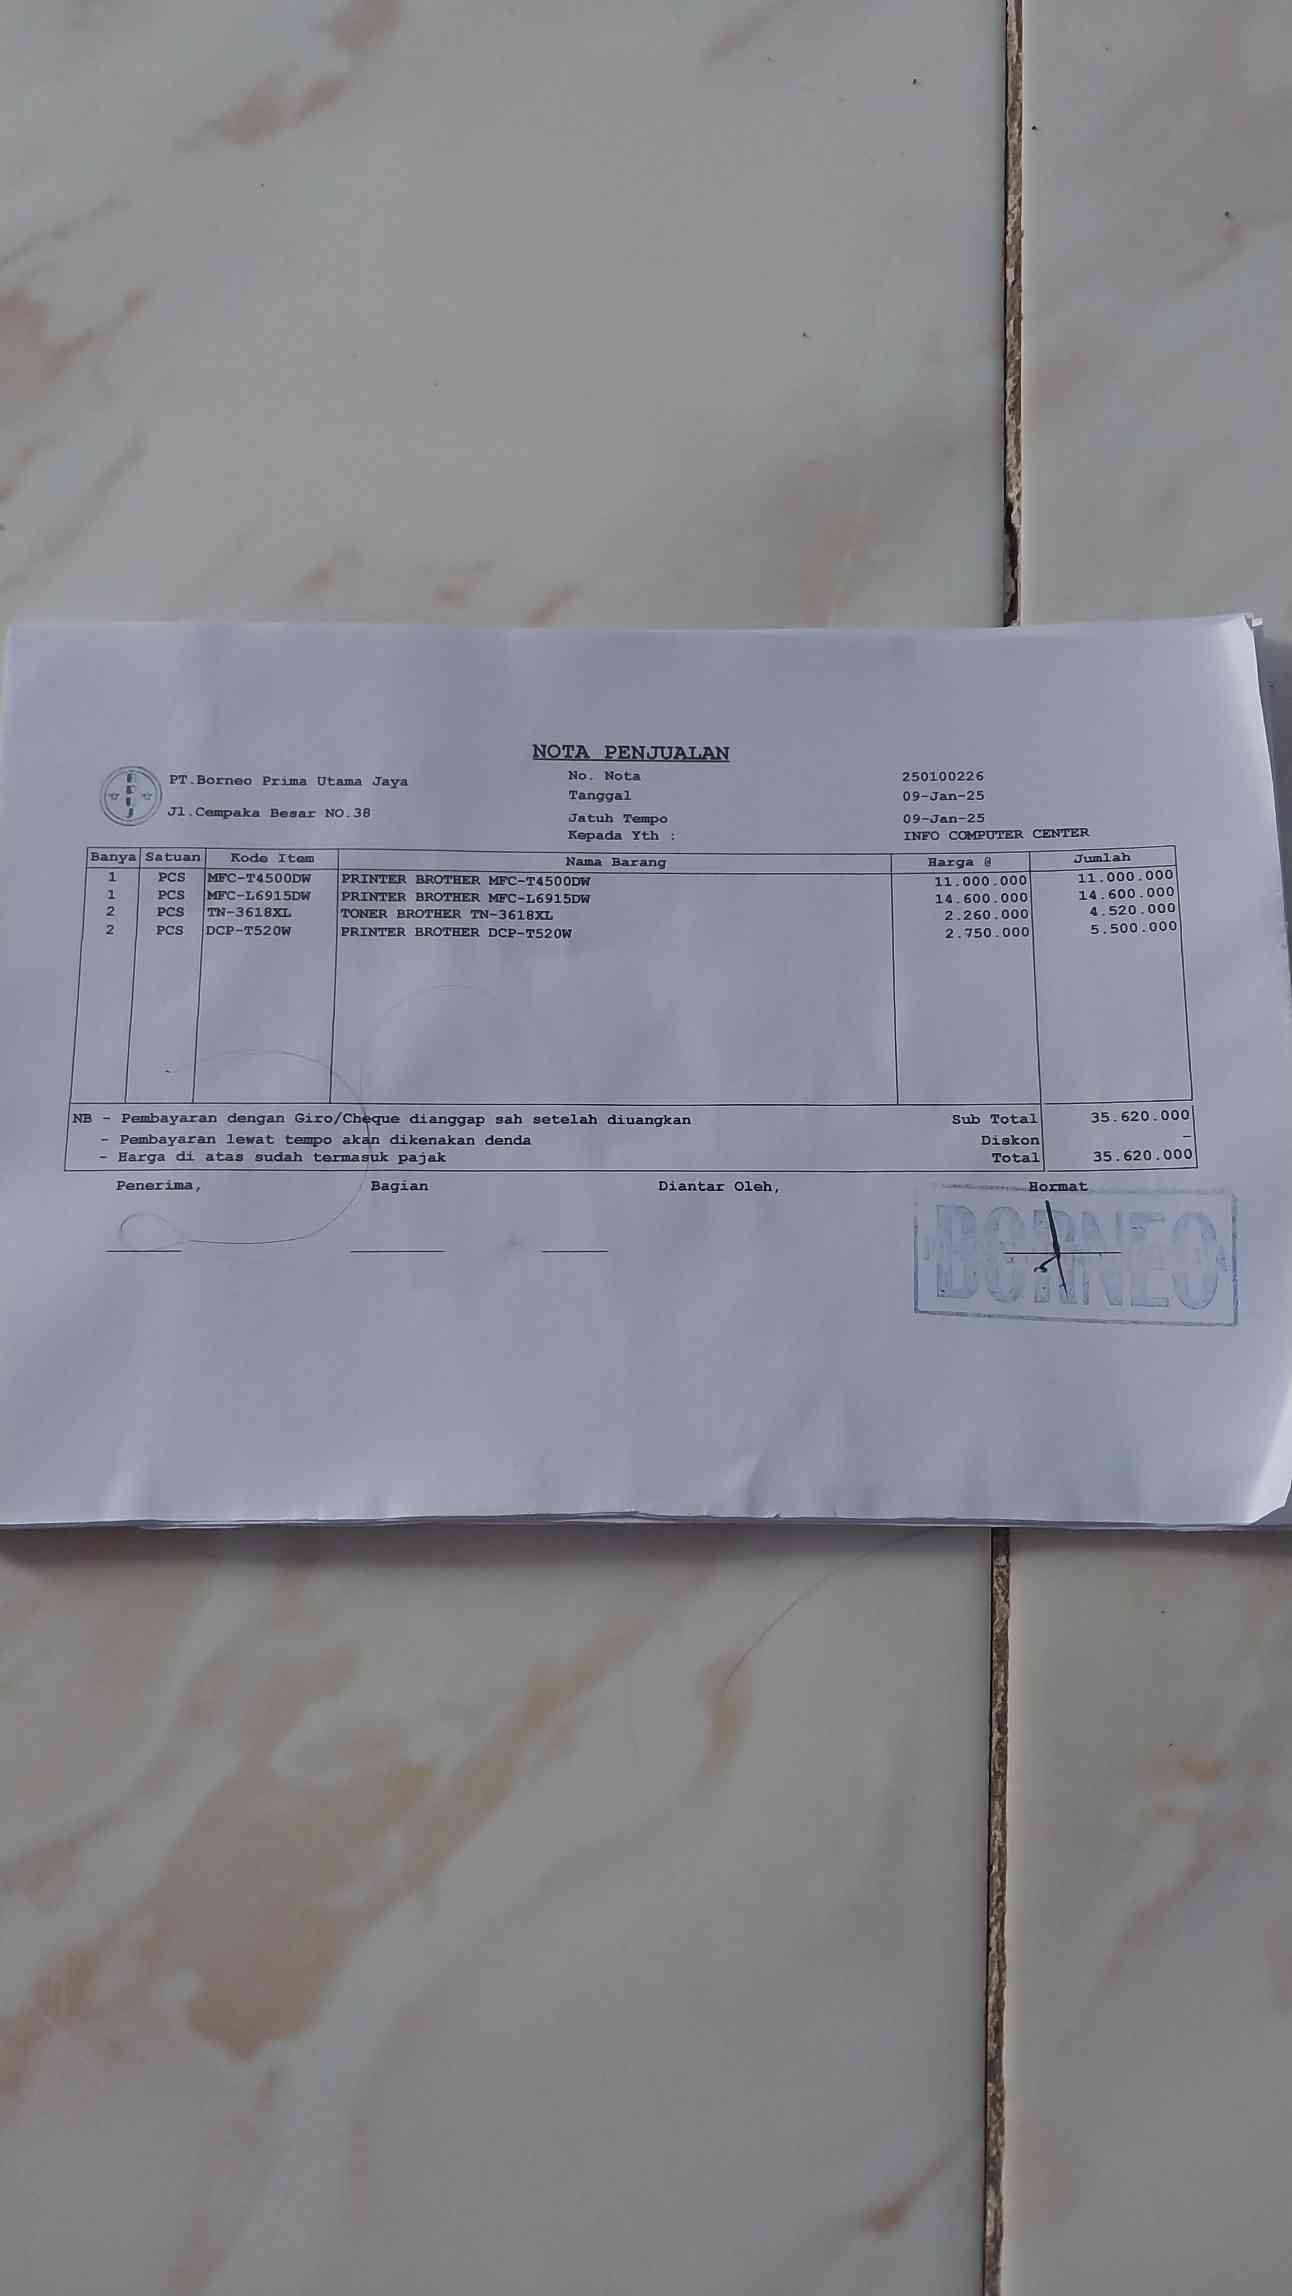 NOTA PENJUALAN
PT.Borneo Prima Utama Jaya
Jl.Cempaka Besar NO.38
No. Nota 250100226
Tanggal 09-Jan-25
Jatuh Tempo 09-Jan-25
Kepada Yth : INFO COMPUTER CENTER
Banya Satuan Kode Item Nama Barang Harga @ Jumlah
1 PCS MFC-T4500DW PRINTER BROTHER MFC-T4500DW 11.000.000 11.000.000
1 PCS MFC-L6915DW PRINTER BROTHER MFC-L6915DW 14.600.000 14.600.000
2 PCS TN-3618XL TONER BROTHER TN-3618XL 2.260.000 4.520.000
2 PCS DCP-T520W PRINTER BROTHER DCP-T520W 2.750.000 5.500.000
NB - Pembayaran dengan Giro/Cheque dianggap sah setelah diuangkan Sub Total 35.620.000
- Pembayaran lewat tempo akan dikenakan denda Diskon -
- Harga di atas sudah termasuk pajak Total 35.620.000
Penerima, Bagian Diantar Oleh, Hormat
BORNEO